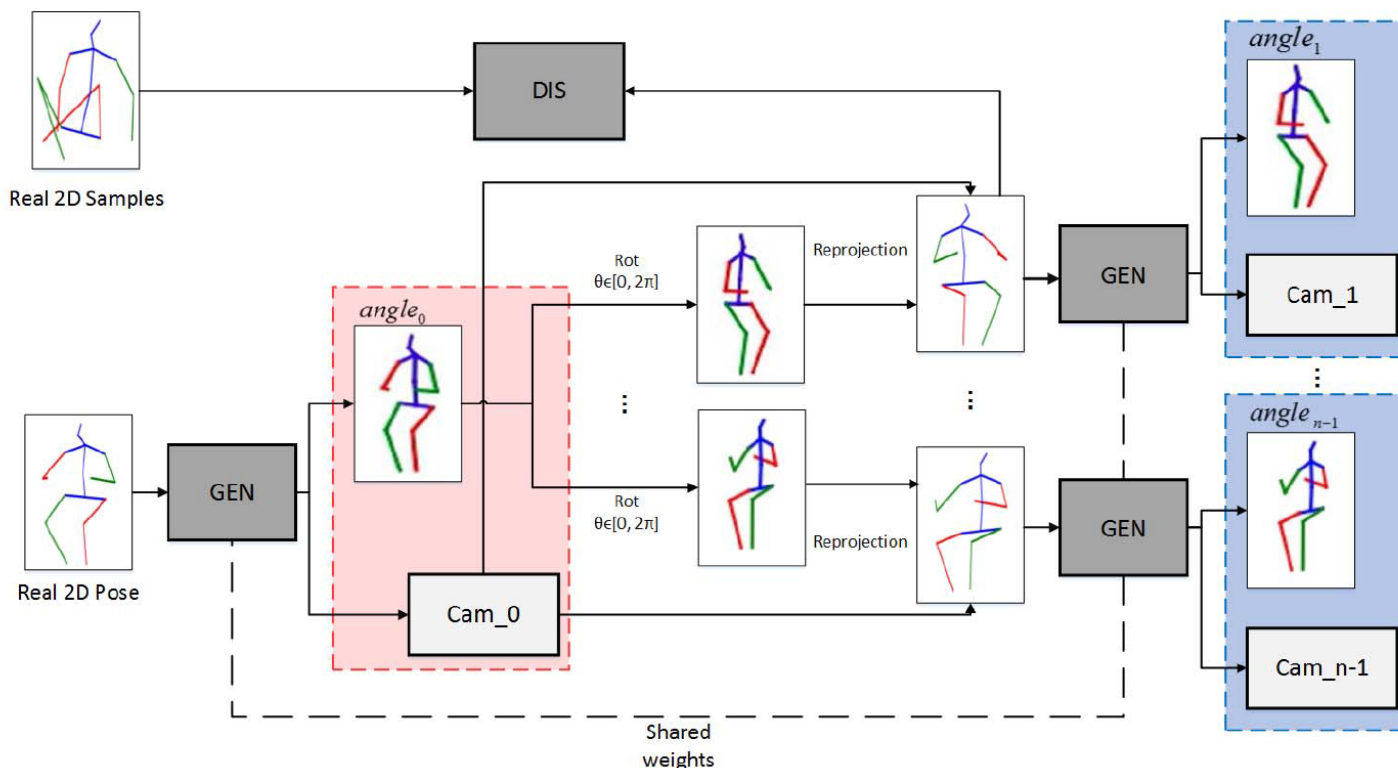 DIS
Real 2D Samples
angle₁
Cam_1
GEN
Rot
θϵ[0, 2π]
Reprojection
angle₀
⋮
⋮
⋮
angle ₙ₋₁
GEN
Real 2D Pose
Rot
θϵ[0, 2π]
Reprojection
GEN
Cam_0
Cam_n-1
Shared
weights